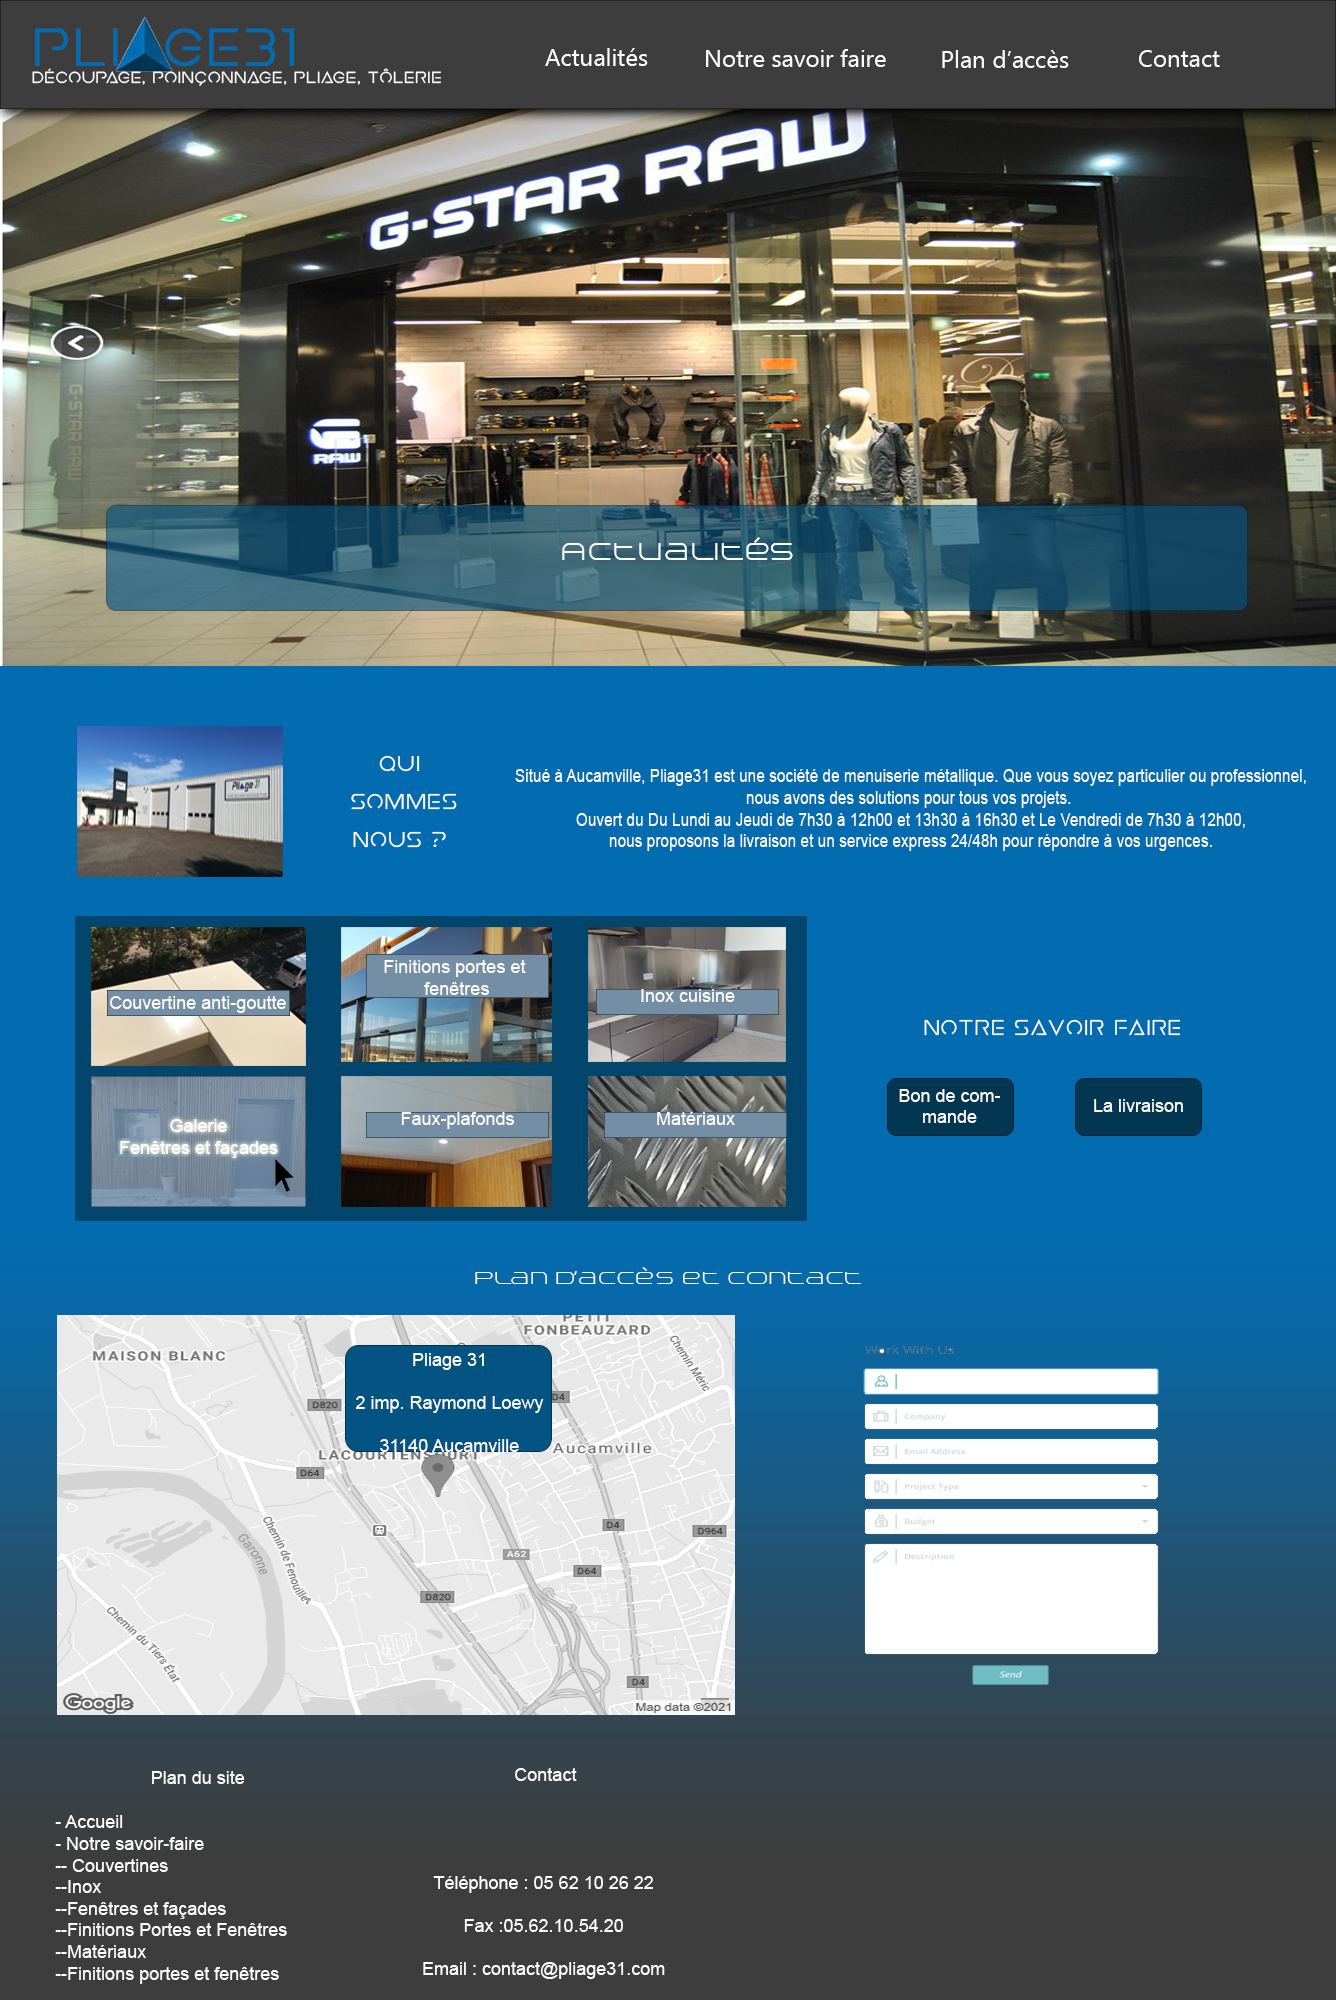 PLIAGE31
DÉCOUPAGE, POINÇONNAGE, PLIAGE, TÔLERIE
Actualités
Notre savoir faire
Plan d'accès
Contact
G-STAR RAW
G-STAR RAW
RAW
Actualités
Pliage 31
QUI
SOMMES
NOUS ?
Situé à Aucamville, Pliage31 est une société de menuiserie métallique. Que vous soyez particulier ou professionnel,
nous avons des solutions pour tous vos projets.
Ouvert du Du Lundi au Jeudi de 7h30 à 12h00 et 13h30 à 16h30 et Le Vendredi de 7h30 à 12h00,
nous proposons la livraison et un service express 24/48h pour répondre à vos urgences.
Couvertine anti-goutte
Finitions portes et
fenêtres
Inox cuisine
Galerie
Fenêtres et façades
Faux-plafonds
Matériaux
NOTRE SAVOIR FAIRE
Bon de com-
mande
La livraison
Plan d'accès et contact
PETIT
FONBEAUZARD
MAISON BLANC
Chemin Méric
Pliage 31
2 imp. Raymond Loewy
31140 Aucamville
D4
D820
Aucamville
LACOURTENSOURT
D64
Chemin de Fenouillet
Garonne
D4
D964
A62
D64
D820
Chemin du Tiers État
D4
Google
Map data ©2021
Work With Us
Company
Email Address
Project Type
Budget
Description
Send
Plan du site
- Accueil
- Notre savoir-faire
-- Couvertines
--Inox
--Fenêtres et façades
--Finitions Portes et Fenêtres
--Matériaux
--Finitions portes et fenêtres
Contact
Téléphone : 05 62 10 26 22
Fax :05.62.10.54.20
Email : contact@pliage31.com